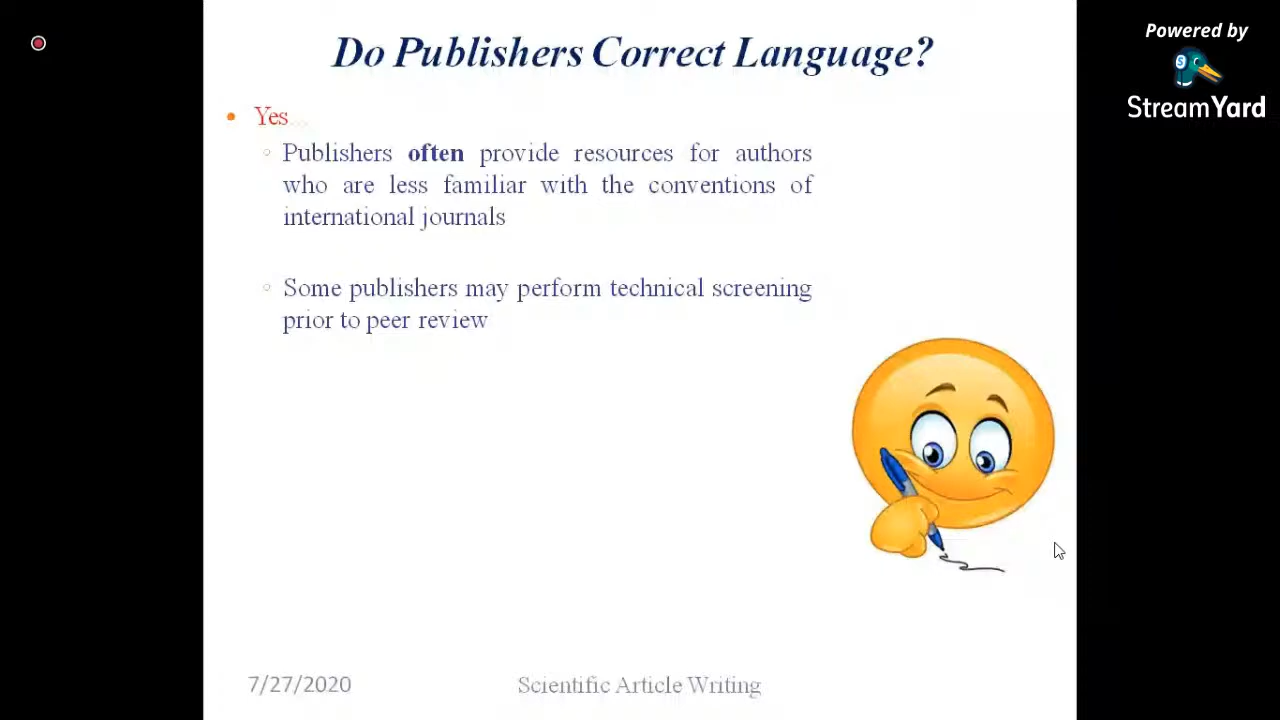 Do Publishers Correct Language?
Powered by
StreamYard
Yes...
Publishers often provide resources for authors
who are less familiar with the conventions of
international journals
Some publishers may perform technical screening
prior to peer review
7/27/2020
Scientific Article Writing